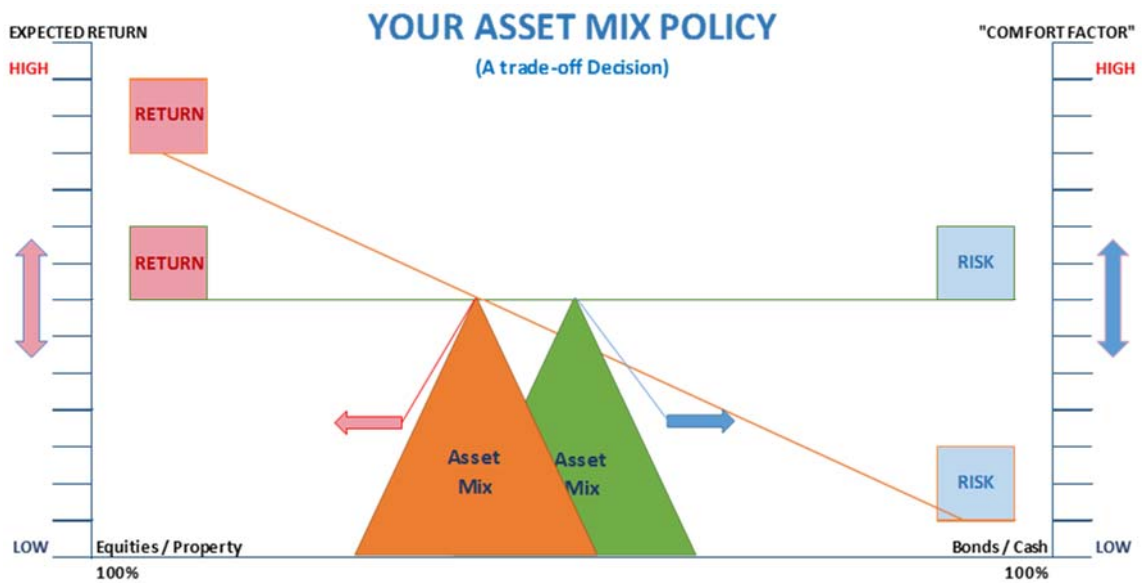 YOUR ASSET MIX POLICY
(A trade-off Decision)
EXPECTED RETURN
"COMFORT FACTOR"
HIGH
HIGH
RETURN
RETURN
RISK
Asset
Mix
Asset
Mix
RISK
LOW
Equities / Property
Bonds / Cash
LOW
100%
100%